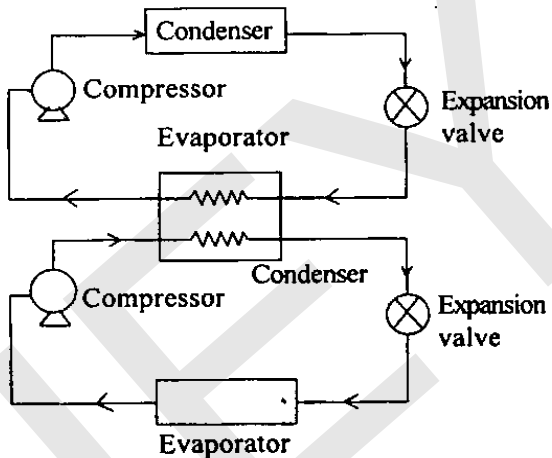 Condenser
Compressor
Expansion
valve
Evaporator
Condenser
Compressor
Expansion
valve
Evaporator